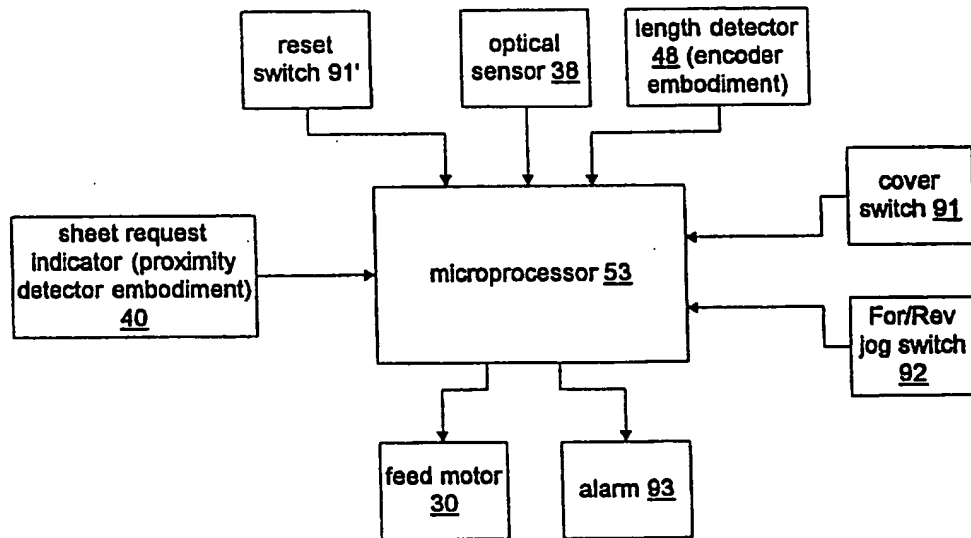 reset
switch 91'
optical
sensor 38
length detector
48 (encoder
embodiment)
cover
switch 91
sheet request
indicator (proximity
detector embodiment)
40
microprocessor 53
For/Rev
jog switch
92
feed motor
30
alarm 93